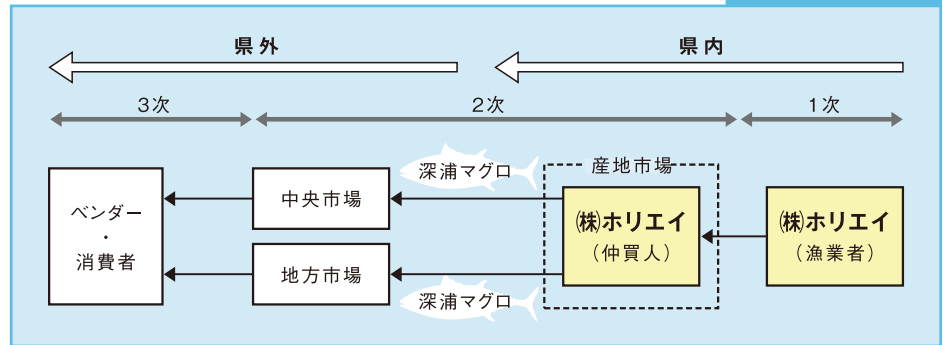 県外
県内
3次
2次
1次
深浦マグロ
産地市場
ベンダー
・
消費者
中央市場
地方市場
㈱ホリエイ
（仲買人）
㈱ホリエイ
（漁業者）
深浦マグロ